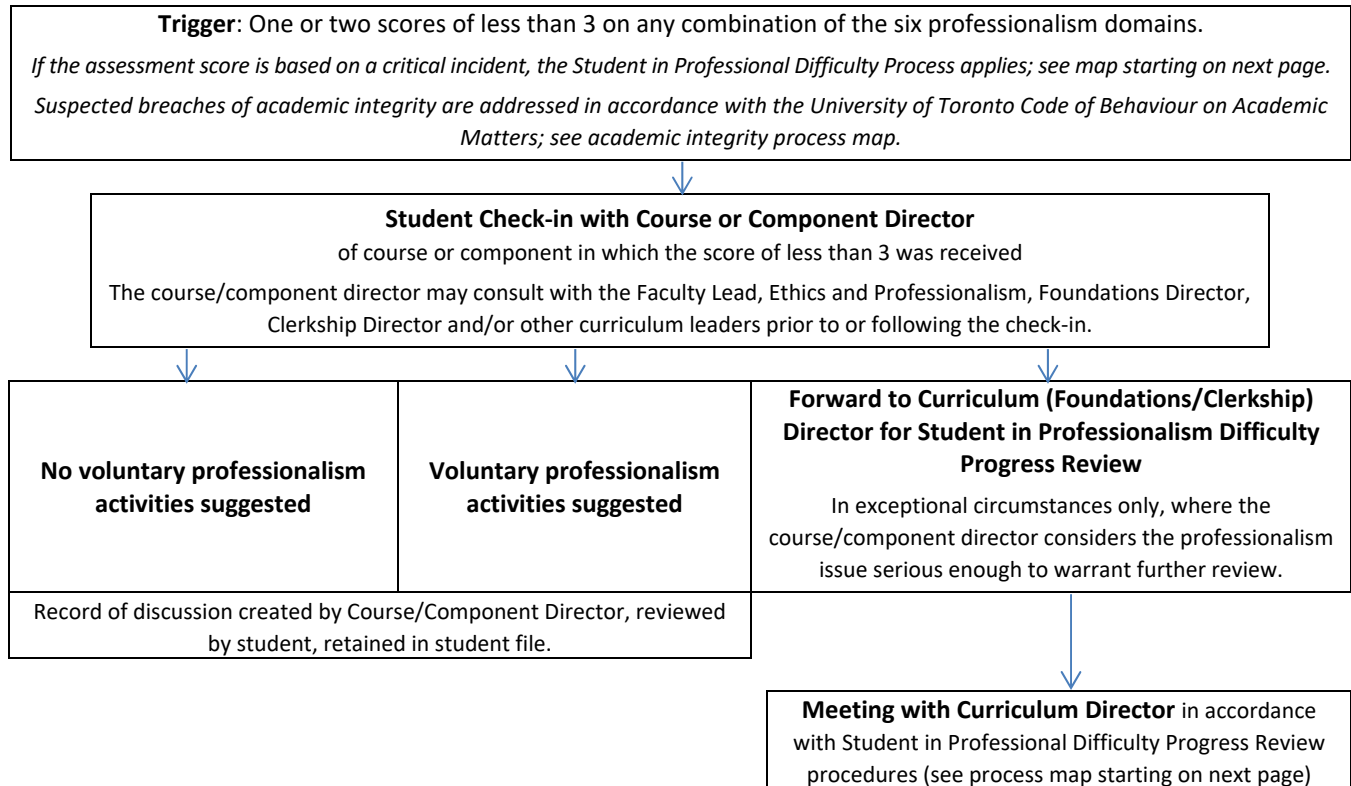 Trigger: One or two scores of less than 3 on any combination of the six professionalism domains.
If the assessment score is based on a critical incident, the Student in Professional Difficulty Process applies; see map starting on next page.
Suspected breaches of academic integrity are addressed in accordance with the University of Toronto Code of Behaviour on Academic
Matters; see academic integrity process map.
Student Check-in with Course or Component Director
of course or component in which the score of less than 3 was received
The course/component director may consult with the Faculty Lead, Ethics and Professionalism, Foundations Director,
Clerkship Director and/or other curriculum leaders prior to or following the check-in.
No voluntary professionalism
activities suggested
Voluntary professionalism
activities suggested
Record of discussion created by Course/Component Director, reviewed
by student, retained in student file.
Forward to Curriculum (Foundations/Clerkship)
Director for Student in Professionalism Difficulty
Progress Review
In exceptional circumstances only, where the
course/component director considers the professionalism
issue serious enough to warrant further review.
Meeting with Curriculum Director in accordance
with Student in Professional Difficulty Progress Review
procedures (see process map starting on next page)